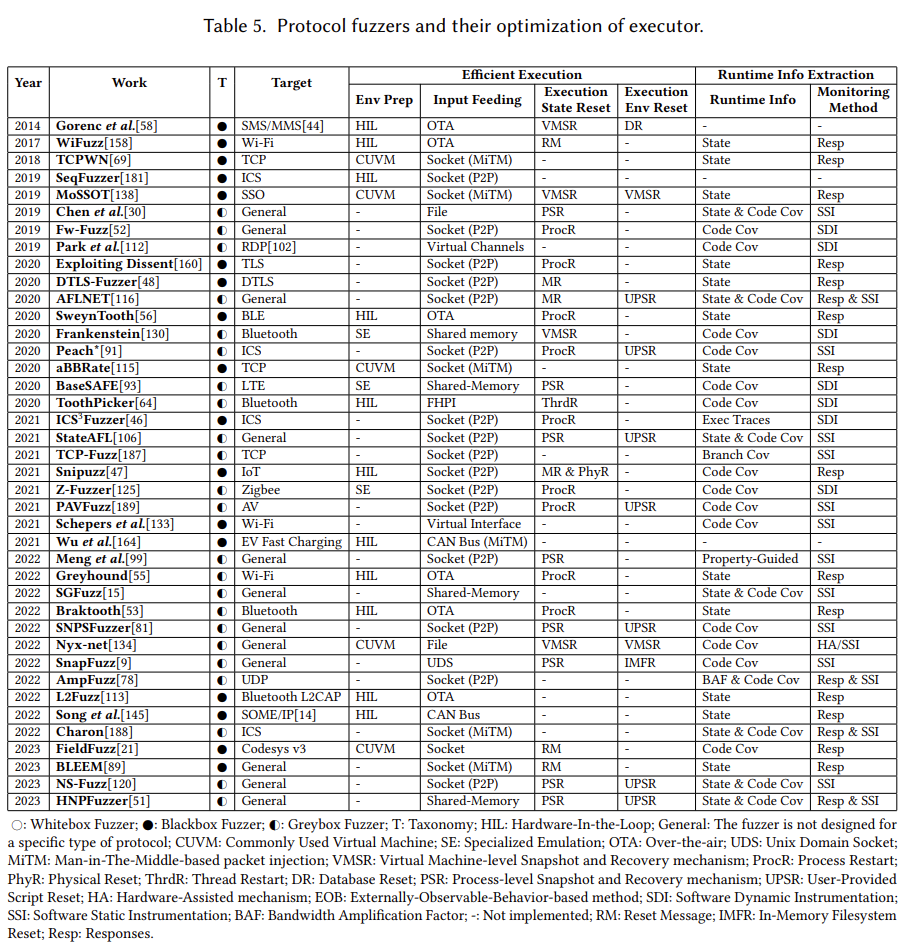 Table 5. Protocol fuzzers and their optimization of executor.
Year Work T Target Efficient Execution Runtime Info Extraction
Env Prep Input Feeding Execution State Reset Execution Env Reset Runtime Info Monitoring Method
2014 Gorenc et al.[58] ● SMS/MMS[44] HIL OTA VMSR DR - -
2017 WiFuzz[158] ● Wi-Fi HIL OTA RM - State Resp
2018 TCPWN[69] ● TCP CUVM Socket (MiTM) - - State Resp
2019 SeqFuzzer[181] ● ICS HIL Socket (P2P) - - - -
2019 MoSSOT[138] ● SSO CUVM Socket (MiTM) VMSR VMSR State Resp
2019 Chen et al.[30] ◐ General - File PSR - State & Code Cov SSI
2019 Fw-Fuzz[52] ◐ General - Socket (P2P) ProcR - Code Cov SDI
2019 Park et al.[112] ◐ RDP[102] - Virtual Channels - - Code Cov SDI
2020 Exploiting Dissent[160] ● TLS - Socket (P2P) ProcR - State Resp
2020 DTLS-Fuzzer[48] ● DTLS - Socket (P2P) MR - State Resp
2020 AFLNET[116] ◐ General - Socket (P2P) MR UPSR State & Code Cov Resp & SSI
2020 SweynTooth[56] ● BLE HIL OTA ProcR - State Resp
2020 Frankenstein[130] ◐ Bluetooth SE Shared memory VMSR - Code Cov SDI
2020 Peach*[91] ◐ ICS - Socket (P2P) ProcR UPSR Code Cov SSI
2020 aBBRate[115] ● TCP CUVM Socket (MiTM) - - State Resp
2020 BaseSAFE[93] ◐ LTE SE Shared-Memory PSR - Code Cov SDI
2020 ToothPicker[64] ◐ Bluetooth HIL FHPI ThrdR - Code Cov SDI
2021 ICS³Fuzzer[46] ● ICS - Socket (P2P) ProcR - Exec Traces SDI
2021 StateAFL[106] ◐ General - Socket (P2P) PSR UPSR State & Code Cov SSI
2021 TCP-Fuzz[187] ◐ TCP - Socket (P2P) - - Branch Cov SSI
2021 Snipuzz[47] ● IoT HIL Socket (P2P) MR & PhyR - Code Cov Resp
2021 Z-Fuzzer[125] ◐ Zigbee SE Socket (P2P) ProcR - Code Cov SDI
2021 PAVFuzz[189] ◐ AV - Socket (P2P) ProcR UPSR Code Cov SSI
2021 Schepers et al.[133] ● Wi-Fi - Virtual Interface - - Code Cov SSI
2021 Wu et al.[164] ● EV Fast Charging HIL CAN Bus (MiTM) - - - -
2022 Meng et al.[99] ◐ General - Socket (P2P) PSR - Property-Guided SSI
2022 Greyhound[55] ● Wi-Fi HIL OTA ProcR - State Resp
2022 SGFuzz[15] ◐ General - Shared-Memory - - State & Code Cov SSI
2022 Braktooth[53] ● Bluetooth HIL OTA ProcR - State Resp
2022 SNPSFuzzer[81] ◐ General - Socket (P2P) PSR UPSR Code Cov SSI
2022 Nyx-net[134] ◐ General CUVM File VMSR VMSR Code Cov HA/SSI
2022 SnapFuzz[9] ◐ General - UDS PSR IMFR Code Cov SSI
2022 AmpFuzz[78] ◐ UDP - Socket (P2P) - - BAF & Code Cov Resp & SSI
2022 L2Fuzz[113] ● Bluetooth L2CAP HIL OTA - - State Resp
2022 Song et al.[145] ● SOME/IP[14] HIL CAN Bus - - State Resp
2022 Charon[188] ◐ ICS - Socket (MiTM) - - State & Code Cov Resp & SSI
2023 FieldFuzz[21] ● Codesys v3 CUVM Socket RM - Code Cov Resp
2023 BLEEM[89] ● General - Socket (MiTM) RM - State Resp
2023 NS-Fuzz[120] ◐ General - Socket (P2P) PSR UPSR State & Code Cov SSI
2023 HNPFuzzer[51] ◐ General - Shared-Memory PSR UPSR State & Code Cov Resp & SSI
○: Whitebox Fuzzer; ●: Blackbox Fuzzer; ◐: Greybox Fuzzer; T: Taxonomy; HIL: Hardware-In-the-Loop; General: The fuzzer is not designed for
a specific type of protocol; CUVM: Commonly Used Virtual Machine; SE: Specialized Emulation; OTA: Over-the-air; UDS: Unix Domain Socket;
MiTM: Man-in-The-Middle-based packet injection; VMSR: Virtual Machine-level Snapshot and Recovery mechanism; ProcR: Process Restart;
PhyR: Physical Reset; ThrdR: Thread Restart; DR: Database Reset; PSR: Process-level Snapshot and Recovery mechanism; UPSR: User-Provided
Script Reset; HA: Hardware-Assisted mechanism; EOB: Externally-Observable-Behavior-based method; SDI: Software Dynamic Instrumentation;
SSI: Software Static Instrumentation; BAF: Bandwidth Amplification Factor; -: Not implemented; RM: Reset Message; IMFR: In-Memory Filesystem
Reset; Resp: Responses.